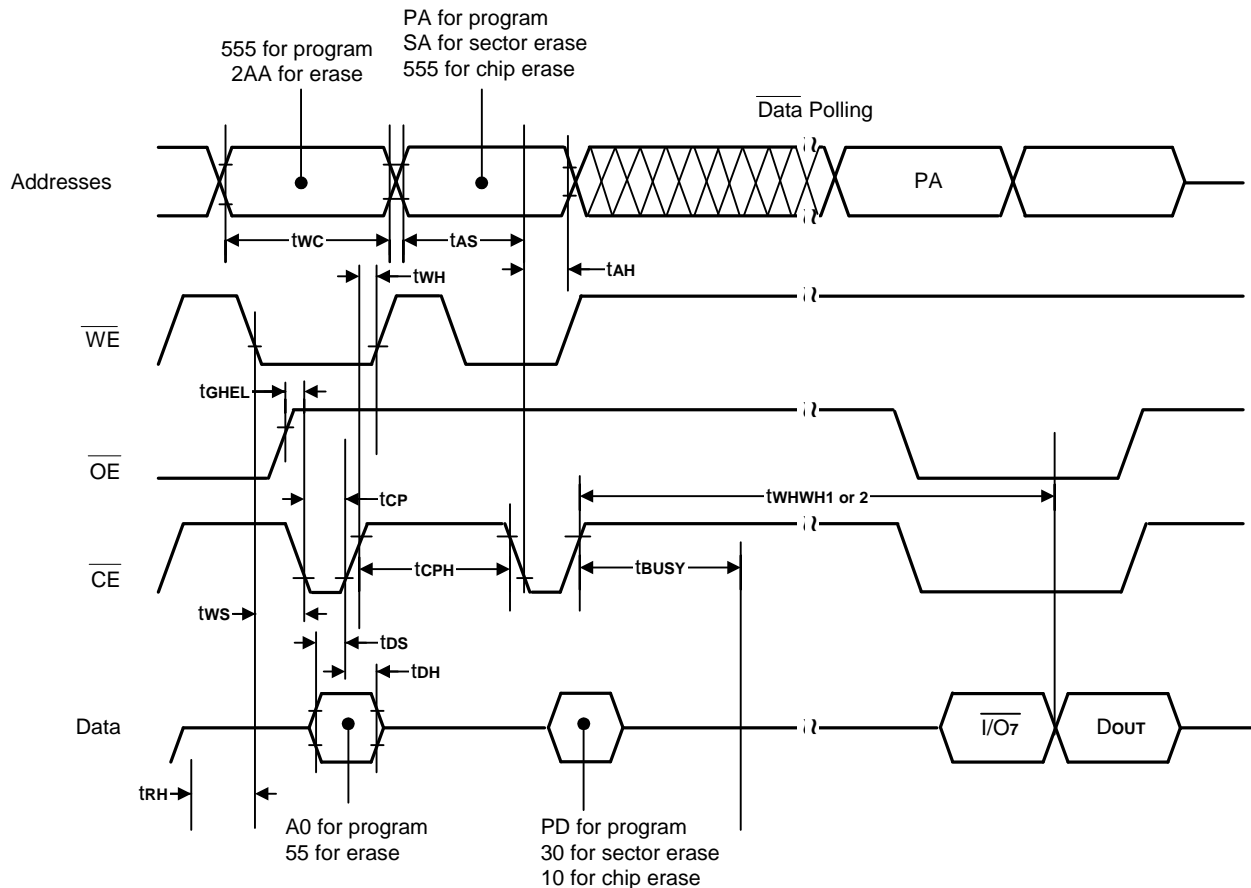 555 for program
2AA for erase
PA for program
SA for sector erase
555 for chip erase
Data Polling
Addresses
PA
tWC
tAS
tWH
tAH
WE
tGHEL
OE
tCP
tWHWH1 or 2
CE
tCPH
tBUSY
tWS
tDS
tDH
Data
I/O7
DOUT
tRH
A0 for program
55 for erase
PD for program
30 for sector erase
10 for chip erase